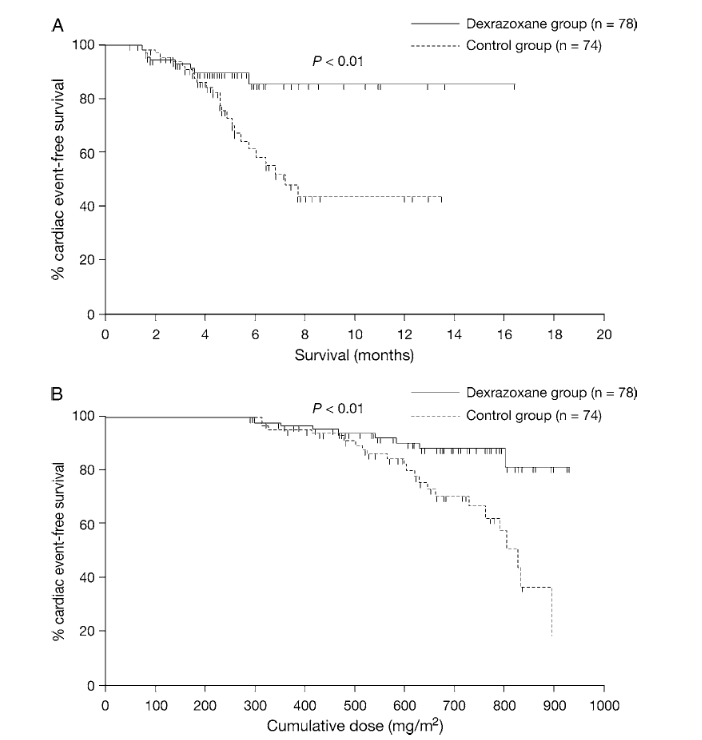 A
Dexrazoxane group (n = 78)
Control group (n = 74)
P < 0.01
% cardiac event-free survival
100
80
60
40
20
0
0 2 4 6 8 10 12 14 16 18 20
Survival (months)
B
Dexrazoxane group (n = 78)
Control group (n = 74)
P < 0.01
% cardiac event-free survival
100
80
60
40
20
0
0 100 200 300 400 500 600 700 800 900 1000
Cumulative dose (mg/m²)